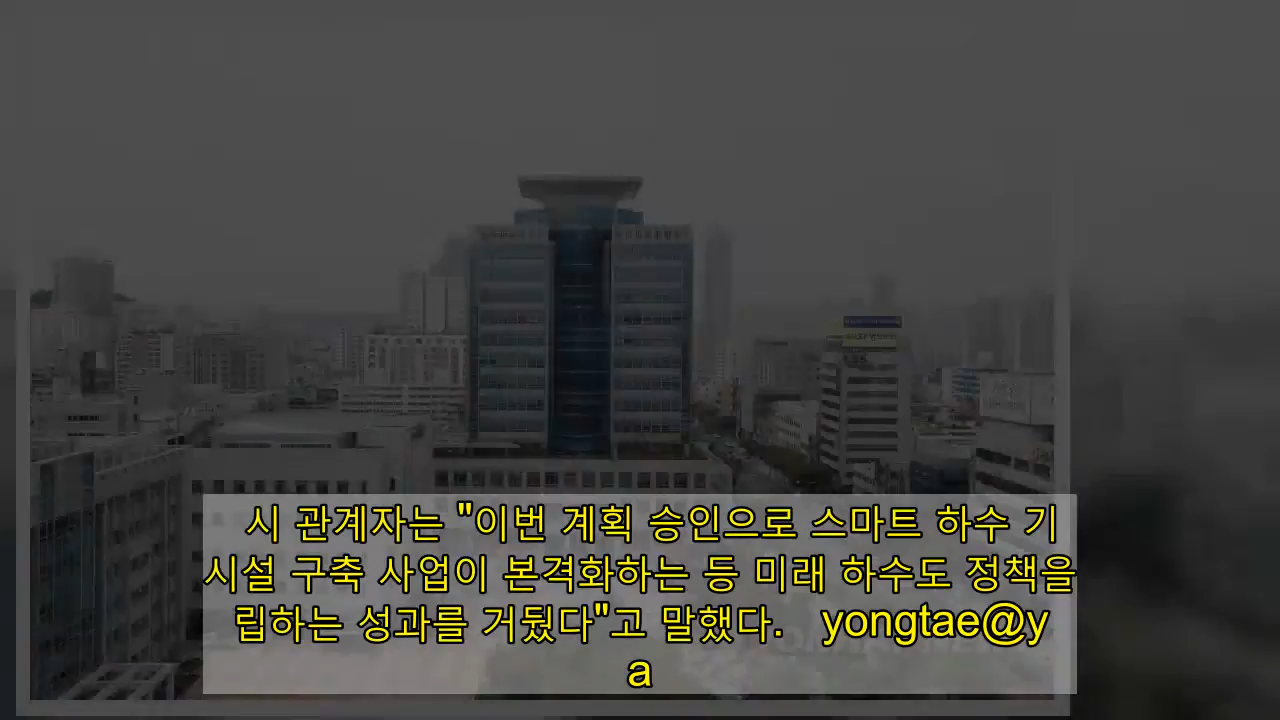 시 관계자는 "이번 계획 승인으로 스마트 하수 기
시설 구축 사업이 본격화하는 등 미래 하수도 정책을
립하는 성과를 거뒀다"고 말했다. yongtae@y
a